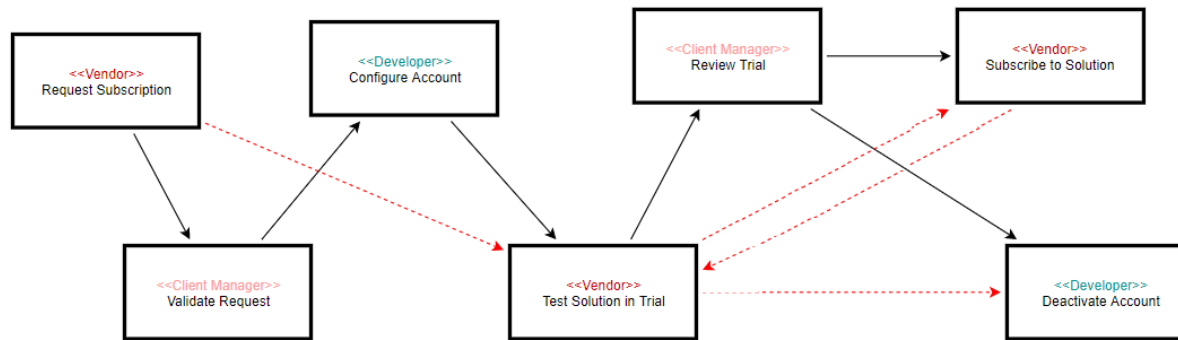 <<Vendor>>
Request Subscription
<<Developer>>
Configure Account
<<Client Manager>>
Review Trial
<<Vendor>>
Subscribe to Solution
<<Client Manager>>
Validate Request
<<Vendor>>
Test Solution in Trial
<<Developer>>
Deactivate Account